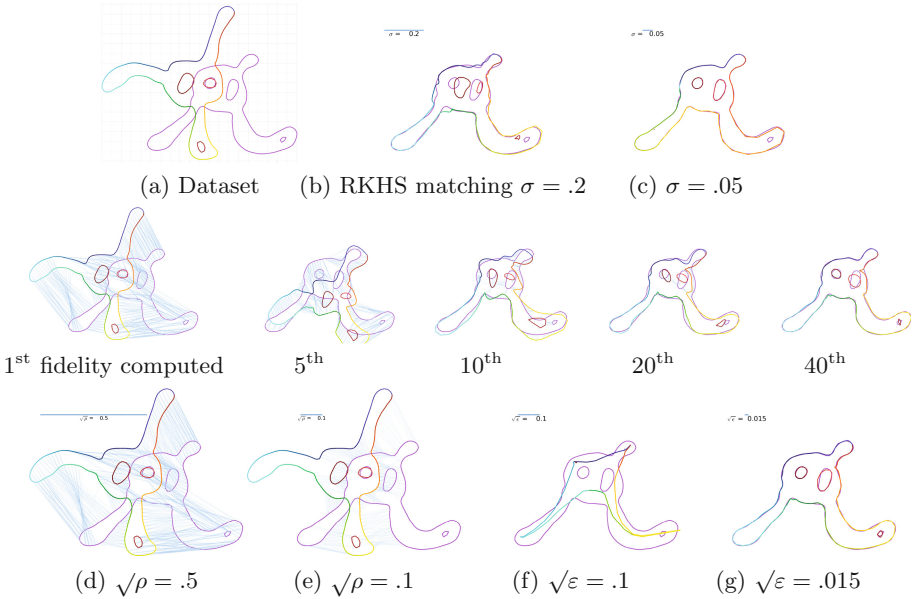 σ = 0.2
σ = 0.05
(a) Dataset
(b) RKHS matching σ = .2
(c) σ = .05
1st fidelity computed
5th
10th
20th
40th
√ρ = 0.5
√ρ = 0.1
√ε = 0.1
√ε = 0.015
(d) √ρ = .5
(e) √ρ = .1
(f) √ε = .1
(g) √ε = .015